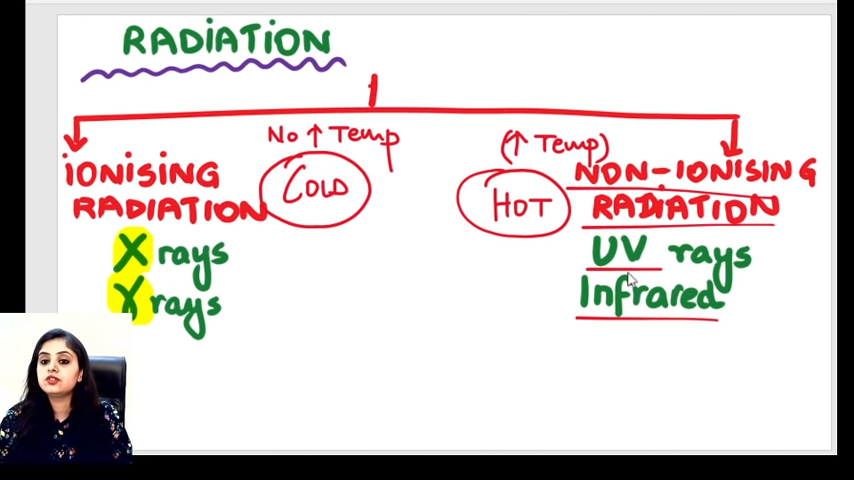 RADIATION
No ↑ Temp
(↑ Temp)
IONISING
RADIATION
COLD
HOT
NON-IONISING
RADIATION
X rays
γ rays
UV rays
Infrared